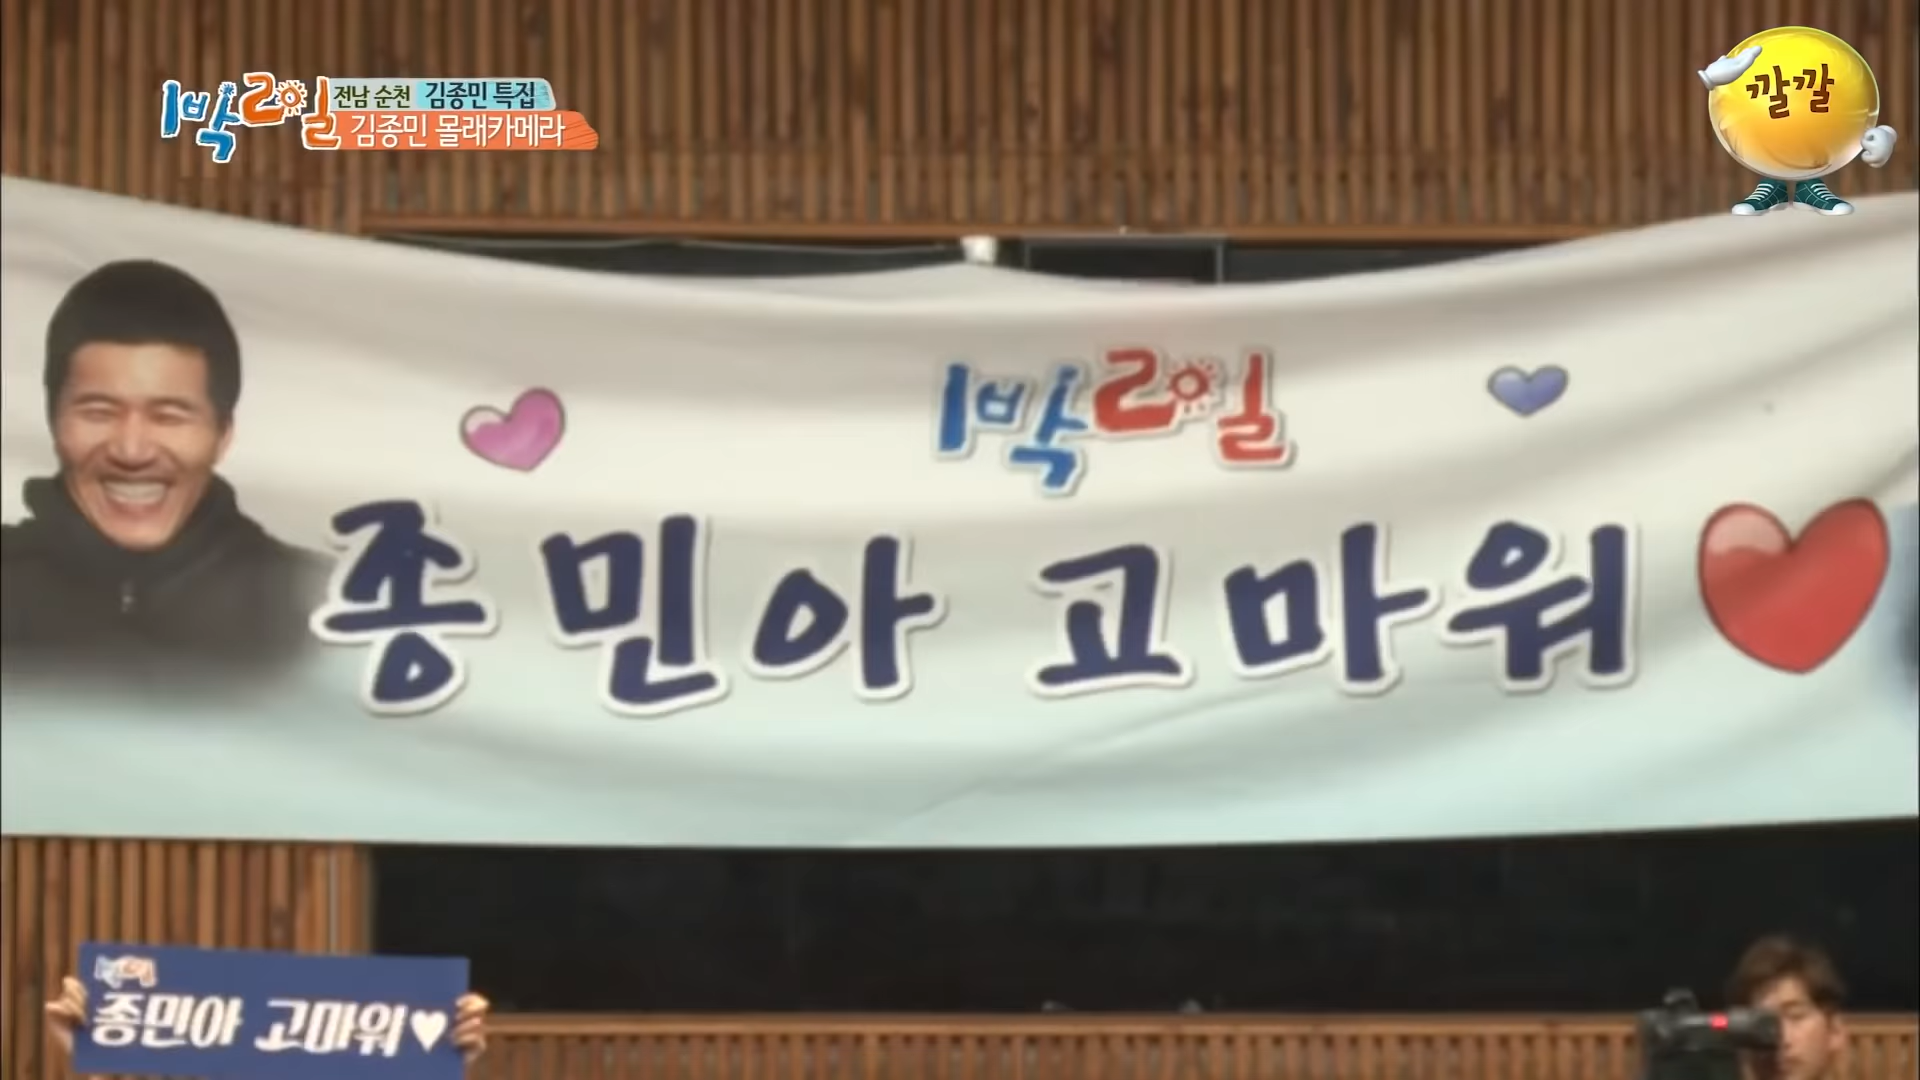 1박2일 전남 순천 김종민 특집
김종민 몰래카메라
깔깔
1박2일
종민아 고마워
1박2일
종민아 고마워